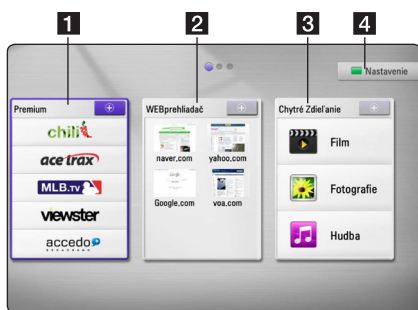 1 2 3 4
Nastavenie
Premium
chili
acetrax
MLB.TV
viewster
accedo
WEBprehliadač
naver.com yahoo.com
Google.com voa.com
Chytré Zdieľanie
Film
Fotografie
Hudba